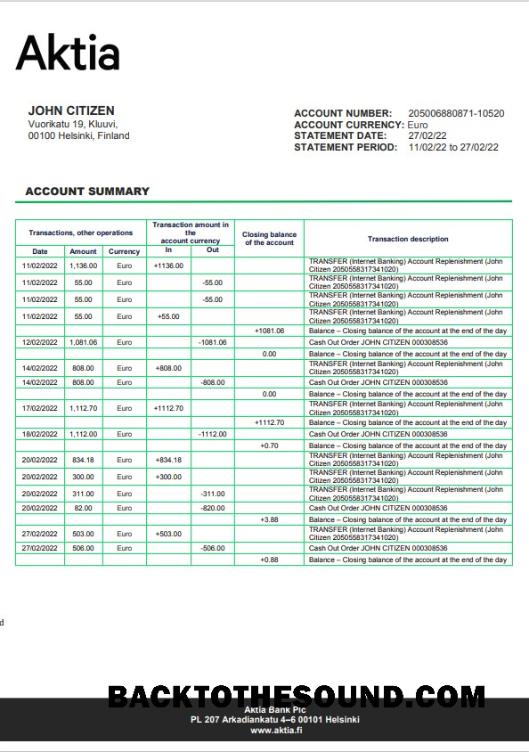 Aktia
JOHN CITIZEN
Vuorikatu 19, Kluuvi,
00100 Helsinki, Finland
ACCOUNT NUMBER: 205006880871-10520
ACCOUNT CURRENCY: Euro
STATEMENT DATE: 27/02/22
STATEMENT PERIOD: 11/02/22 to 27/02/22
ACCOUNT SUMMARY
Transactions, other operations
Transaction amount in
the
account currency
Closing balance
of the account
Transaction description
Date Amount Currency In Out
11/02/2022 1,136.00 Euro +1136.00 TRANSFER (Internet Banking) Account Replenishment (John
Citizen 2050558317341020)
11/02/2022 55.00 Euro -55.00 TRANSFER (Internet Banking) Account Replenishment (John
Citizen 2050558317341020)
11/02/2022 55.00 Euro -55.00 TRANSFER (Internet Banking) Account Replenishment (John
Citizen 2050558317341020)
11/02/2022 55.00 Euro +55.00 TRANSFER (Internet Banking) Account Replenishment (John
Citizen 2050558317341020)
+1081.06 Balance – Closing balance of the account at the end of the day
12/02/2022 1,081.06 Euro -1081.06 Cash Out Order JOHN CITIZEN 000308536
0.00 Balance – Closing balance of the account at the end of the day
14/02/2022 808.00 Euro +808.00 TRANSFER (Internet Banking) Account Replenishment (John
Citizen 2050558317341020)
14/02/2022 808.00 Euro -808.00 Cash Out Order JOHN CITIZEN 000308536
0.00 Balance – Closing balance of the account at the end of the day
17/02/2022 1,112.70 Euro +1112.70 TRANSFER (Internet Banking) Account Replenishment (John
Citizen 2050558317341020)
+1112.70 Balance – Closing balance of the account at the end of the day
18/02/2022 1,112.00 Euro -1112.00 Cash Out Order JOHN CITIZEN 000308536
+0.70 Balance – Closing balance of the account at the end of the day
20/02/2022 834.18 Euro +834.18 TRANSFER (Internet Banking) Account Replenishment (John
Citizen 2050558317341020)
20/02/2022 300.00 Euro +300.00 TRANSFER (Internet Banking) Account Replenishment (John
Citizen 2050558317341020)
20/02/2022 311.00 Euro -311.00 TRANSFER (Internet Banking) Account Replenishment (John
Citizen 2050558317341020)
20/02/2022 82.00 Euro -820.00 Cash Out Order JOHN CITIZEN 000308536
+3.88 Balance – Closing balance of the account at the end of the day
27/02/2022 503.00 Euro +503.00 TRANSFER (Internet Banking) Account Replenishment (John
Citizen 2050558317341020)
27/02/2022 506.00 Euro -506.00 Cash Out Order JOHN CITIZEN 000308536
+0.88 Balance – Closing balance of the account at the end of the day
d
BACKTOTHESOUND.COM
Aktia Bank Plc
PL 207 Arkadiankatu 4–6 00101 Helsinki
www.aktia.fi